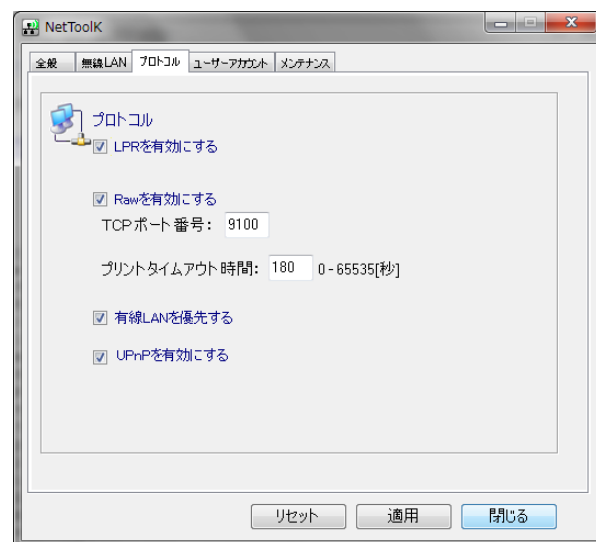 NetToolK
全般 無線LAN プロトコル ユーザーアカウント メンテナンス
プロトコル
LPRを有効にする
Rawを有効にする
TCPポート番号: 9100
プリントタイムアウト時間: 180 0-65535[秒]
有線LANを優先する
UPnPを有効にする
リセット 適用 閉じる